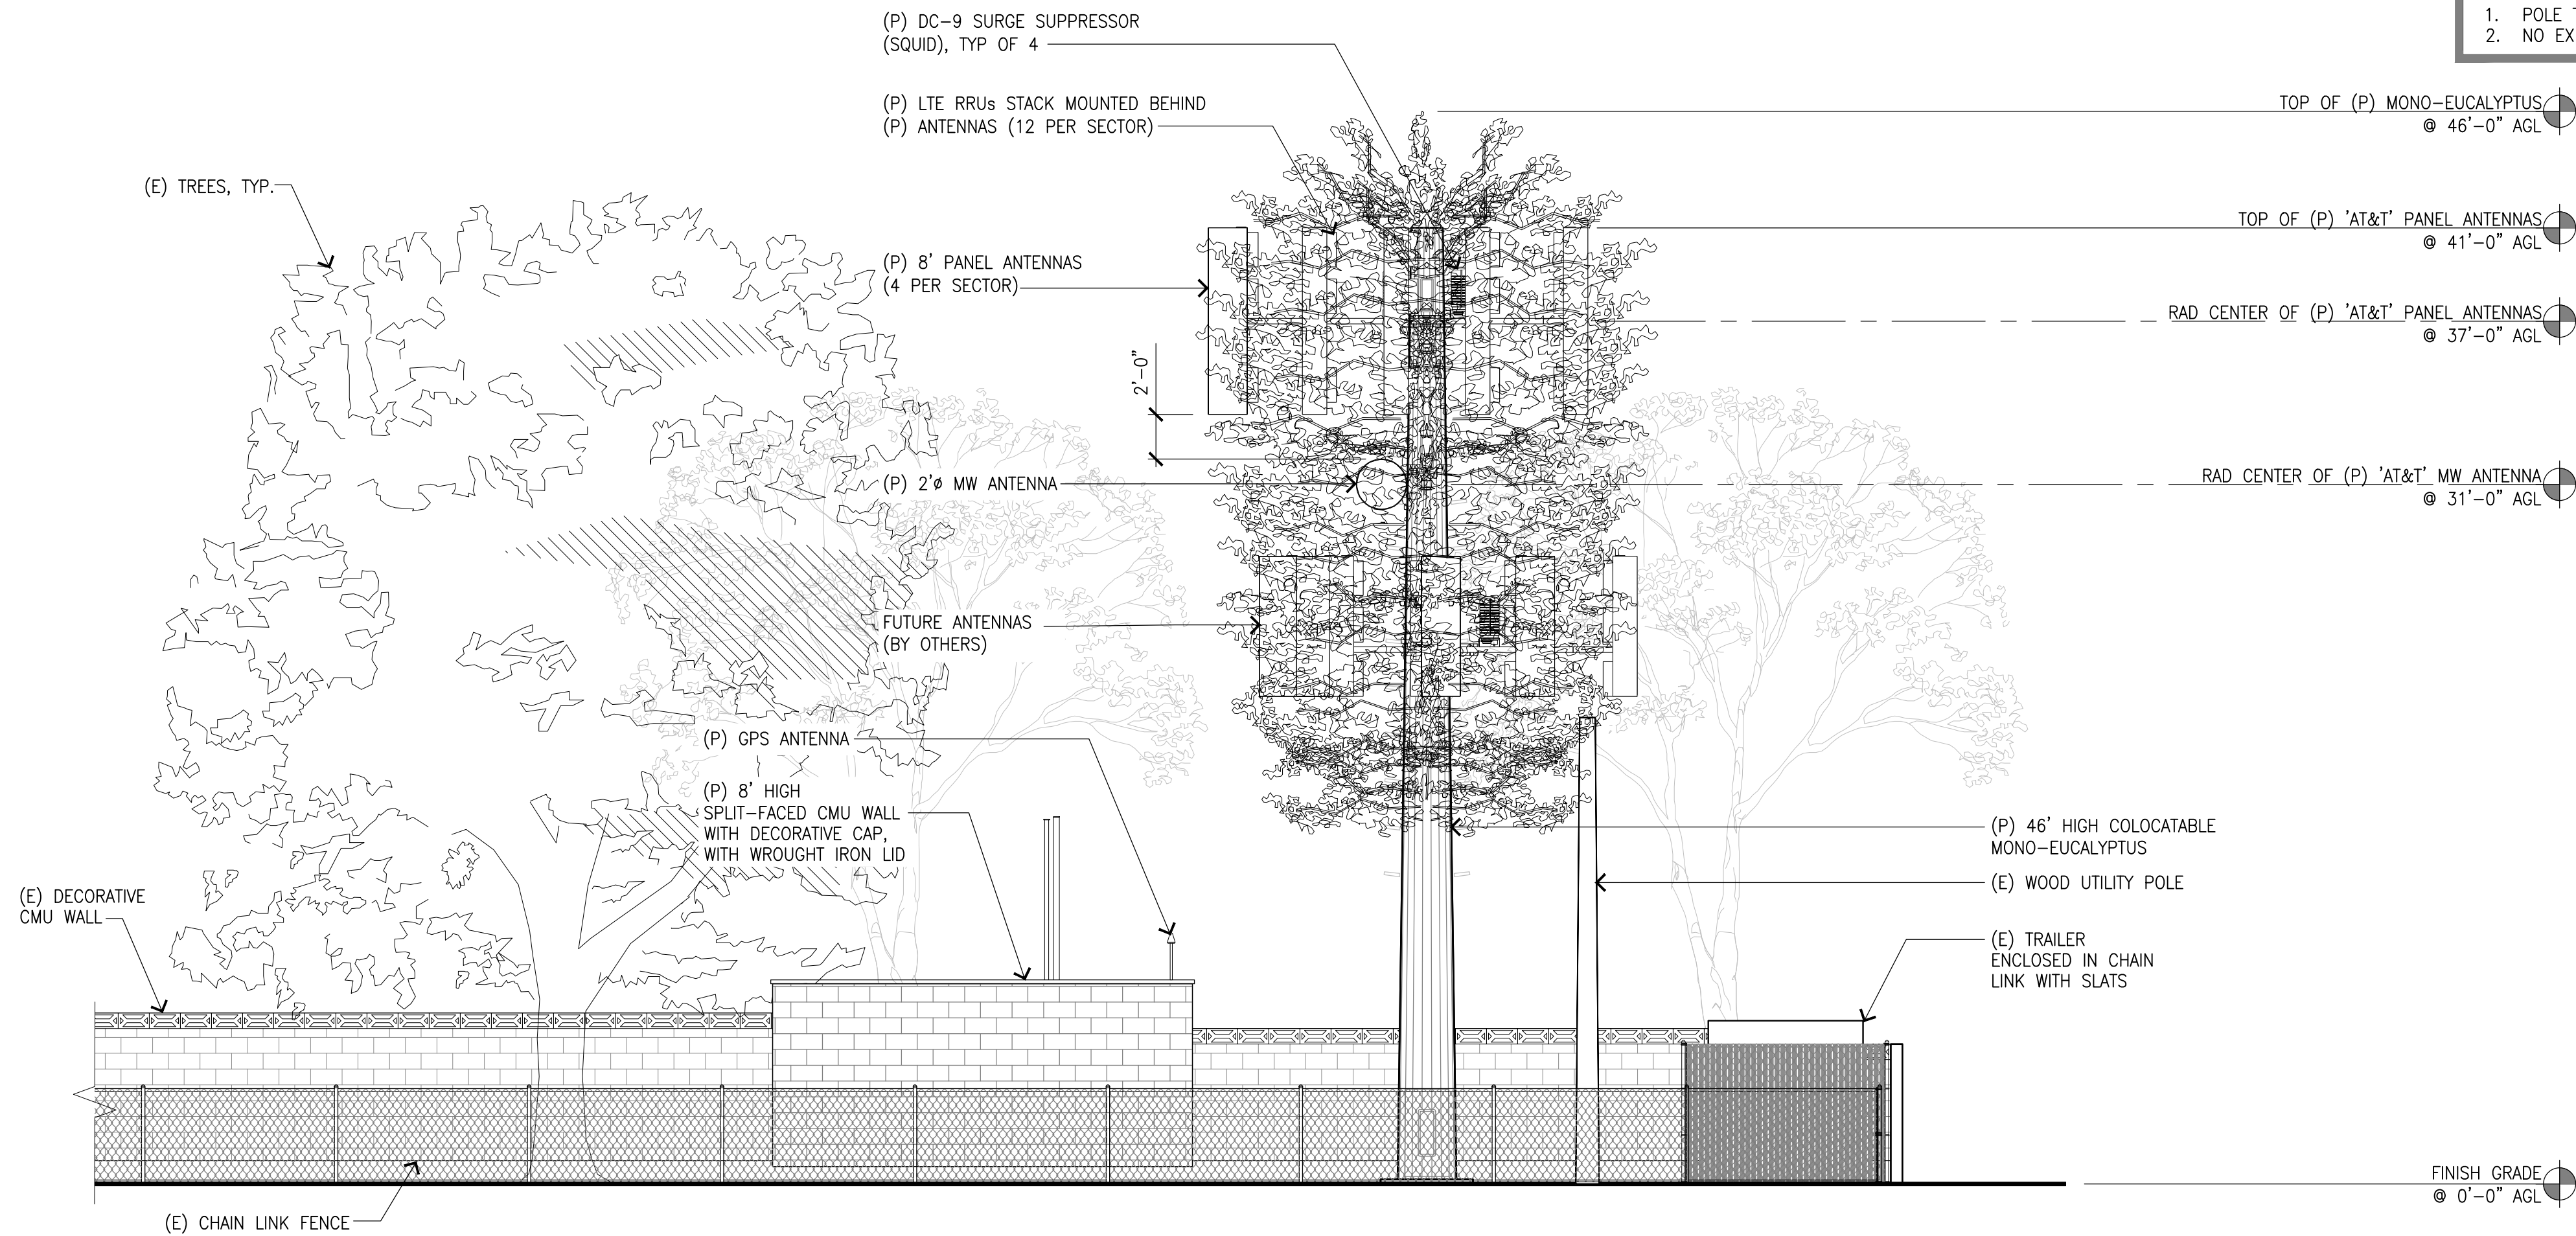 1. POLE
2. NO EX
(P) DC-9 SURGE SUPPRESSOR
(SQUID), TYP OF 4
(P) LTE RRUs STACK MOUNTED BEHIND
(P) ANTENNAS (12 PER SECTOR)
TOP OF (P) MONO-EUCALYPTUS
@ 46'-0" AGL
(E) TREES, TYP.
TOP OF (P) 'AT&T' PANEL ANTENNAS
@ 41'-0" AGL
(P) 8' PANEL ANTENNAS
(4 PER SECTOR)
RAD CENTER OF (P) 'AT&T' PANEL ANTENNAS
@ 37'-0" AGL
2'-0"
(P) 2'ø MW ANTENNA
RAD CENTER OF (P) 'AT&T' MW ANTENNA
@ 31'-0" AGL
FUTURE ANTENNAS
(BY OTHERS)
(P) GPS ANTENNA
(P) 8' HIGH
SPLIT-FACED CMU WALL
WITH DECORATIVE CAP,
WITH WROUGHT IRON LID
(P) 46' HIGH COLOCATABLE
MONO-EUCALYPTUS
(E) WOOD UTILITY POLE
(E) DECORATIVE
CMU WALL
(E) TRAILER
ENCLOSED IN CHAIN
LINK WITH SLATS
FINISH GRADE
@ 0'-0" AGL
(E) CHAIN LINK FENCE